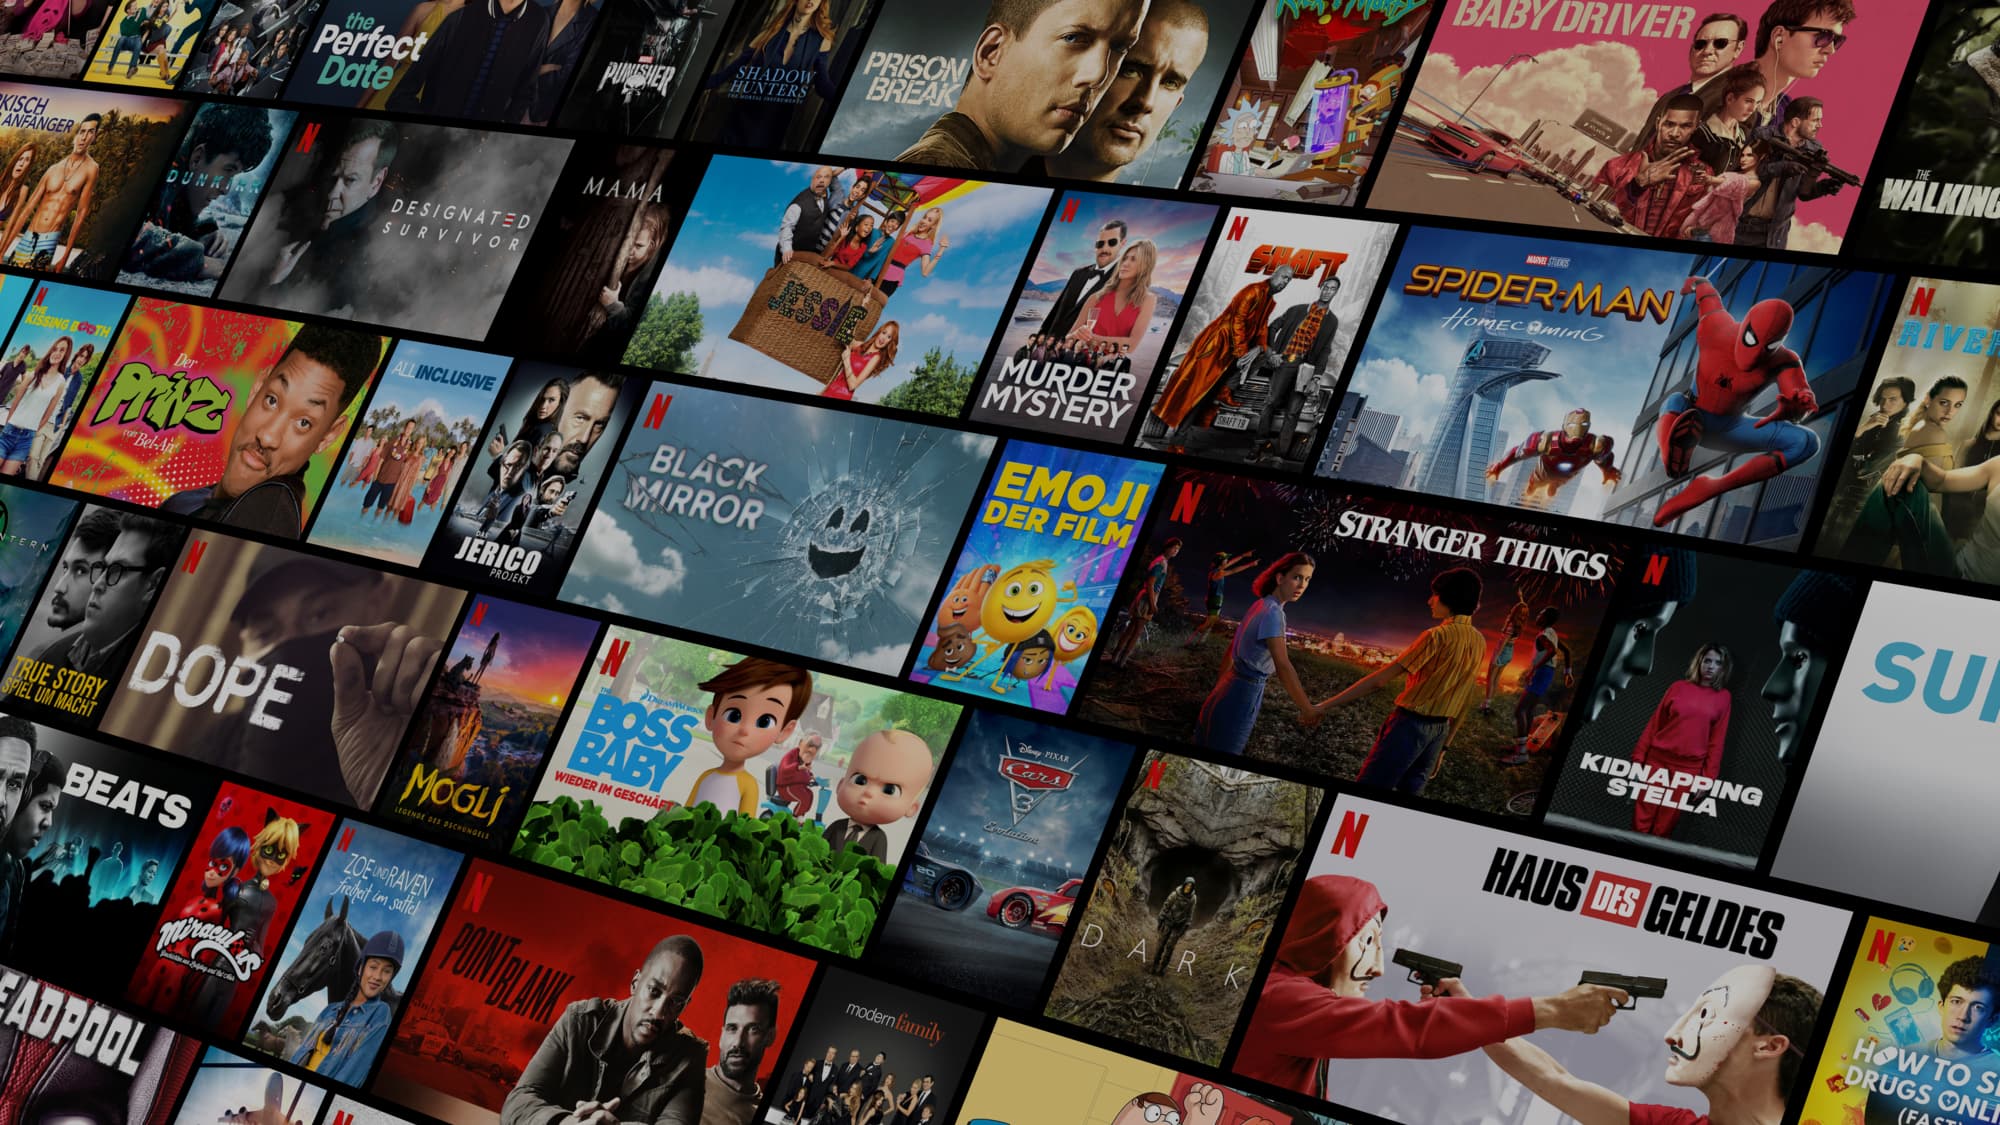 the
Perfect
Date
PUNISHER
SHADOW
HUNTERS
THE MORTAL INSTRUMENTS
PRISON
BREAK
BABY DRIVER
THE
WALKING
ANFÄNGER
DUNKIRK
N
DESIGNATED
SURVIVOR
MAMA
JESSIE
N
MURDER
MYSTERY
N
SHAFT
MARVEL STUDIOS
SPIDER-MAN
HOMECOMING
N
RIVER
N
THE
KISSING BOOTH
Der
PRINZ
von Bel-Air
ALL INCLUSIVE
DAS
JERICO
PROJEKT
N
BLACK
MIRROR
EMOJI
DER FILM
N
STRANGER THINGS
N
KIDNAPPING
STELLA
SU
TRUE STORY
SPIEL UM MACHT
N
DOPE
N
MOGLI
LEGENDE DES DSCHUNGELS
N
THE
DREAMWORKS
BOSS
BABY
WIEDER IM GESCHÄFT
Disney·PIXAR
Cars
3
Evolution
N
DARK
N
HAUS DES GELDES
BEATS
Miraculous
N
ZOE UND RAVEN
freiheit im sattel
N
POINT BLANK
modern family
N
HOW TO S
DRUGS ONLI
(FAST
EADPOOL
N